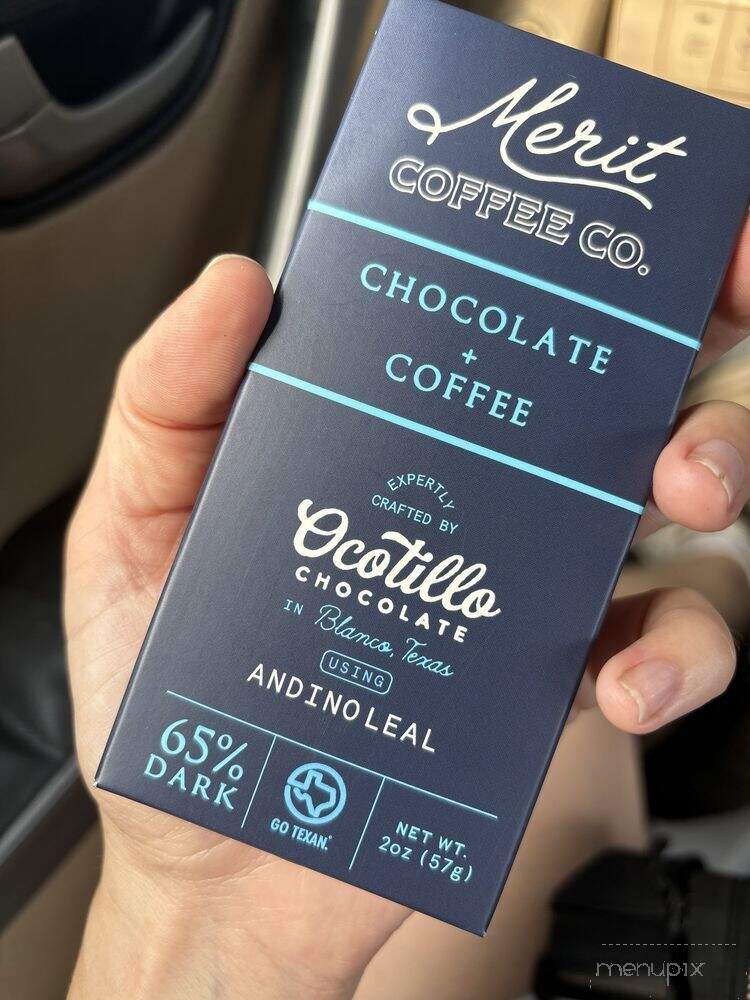 Merit
COFFEE CO.
CHOCOLATE
+
COFFEE
EXPERTLY
CRAFTED BY
Ocotillo
CHOCOLATE
IN Blanco, Texas
USING
ANDINO LEAL
65%
DARK
GO TEXAN.
NET WT.
2oz (57g)
menupix